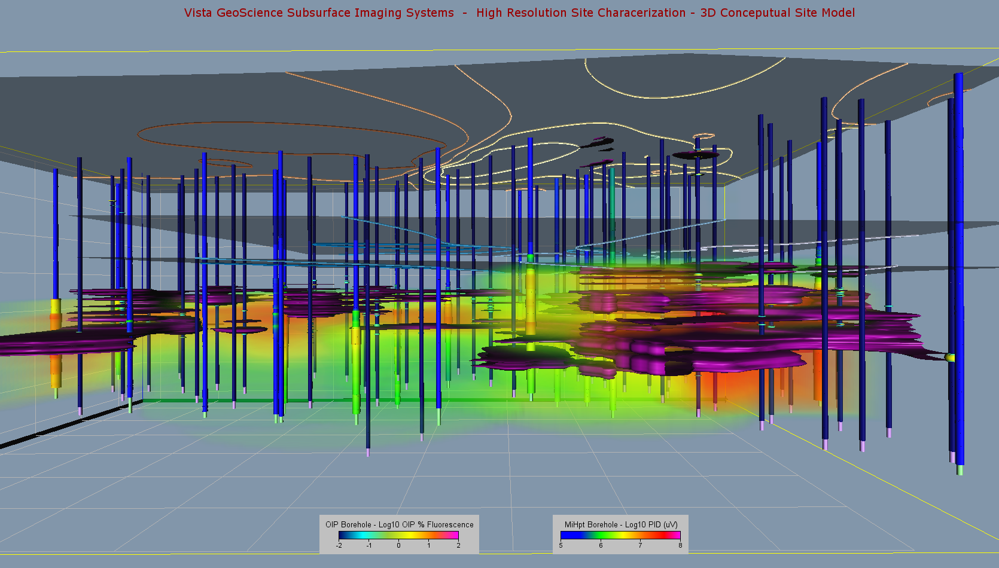 Vista GeoScience Subsurface Imaging Systems - High Resolution Site Characerization - 3D Conceputual Site Model
OIP Borehole - Log10 OIP % Fluorescence
-2 -1 0 1 2
MiHpt Borehole - Log10 PID (uV)
5 6 7 8